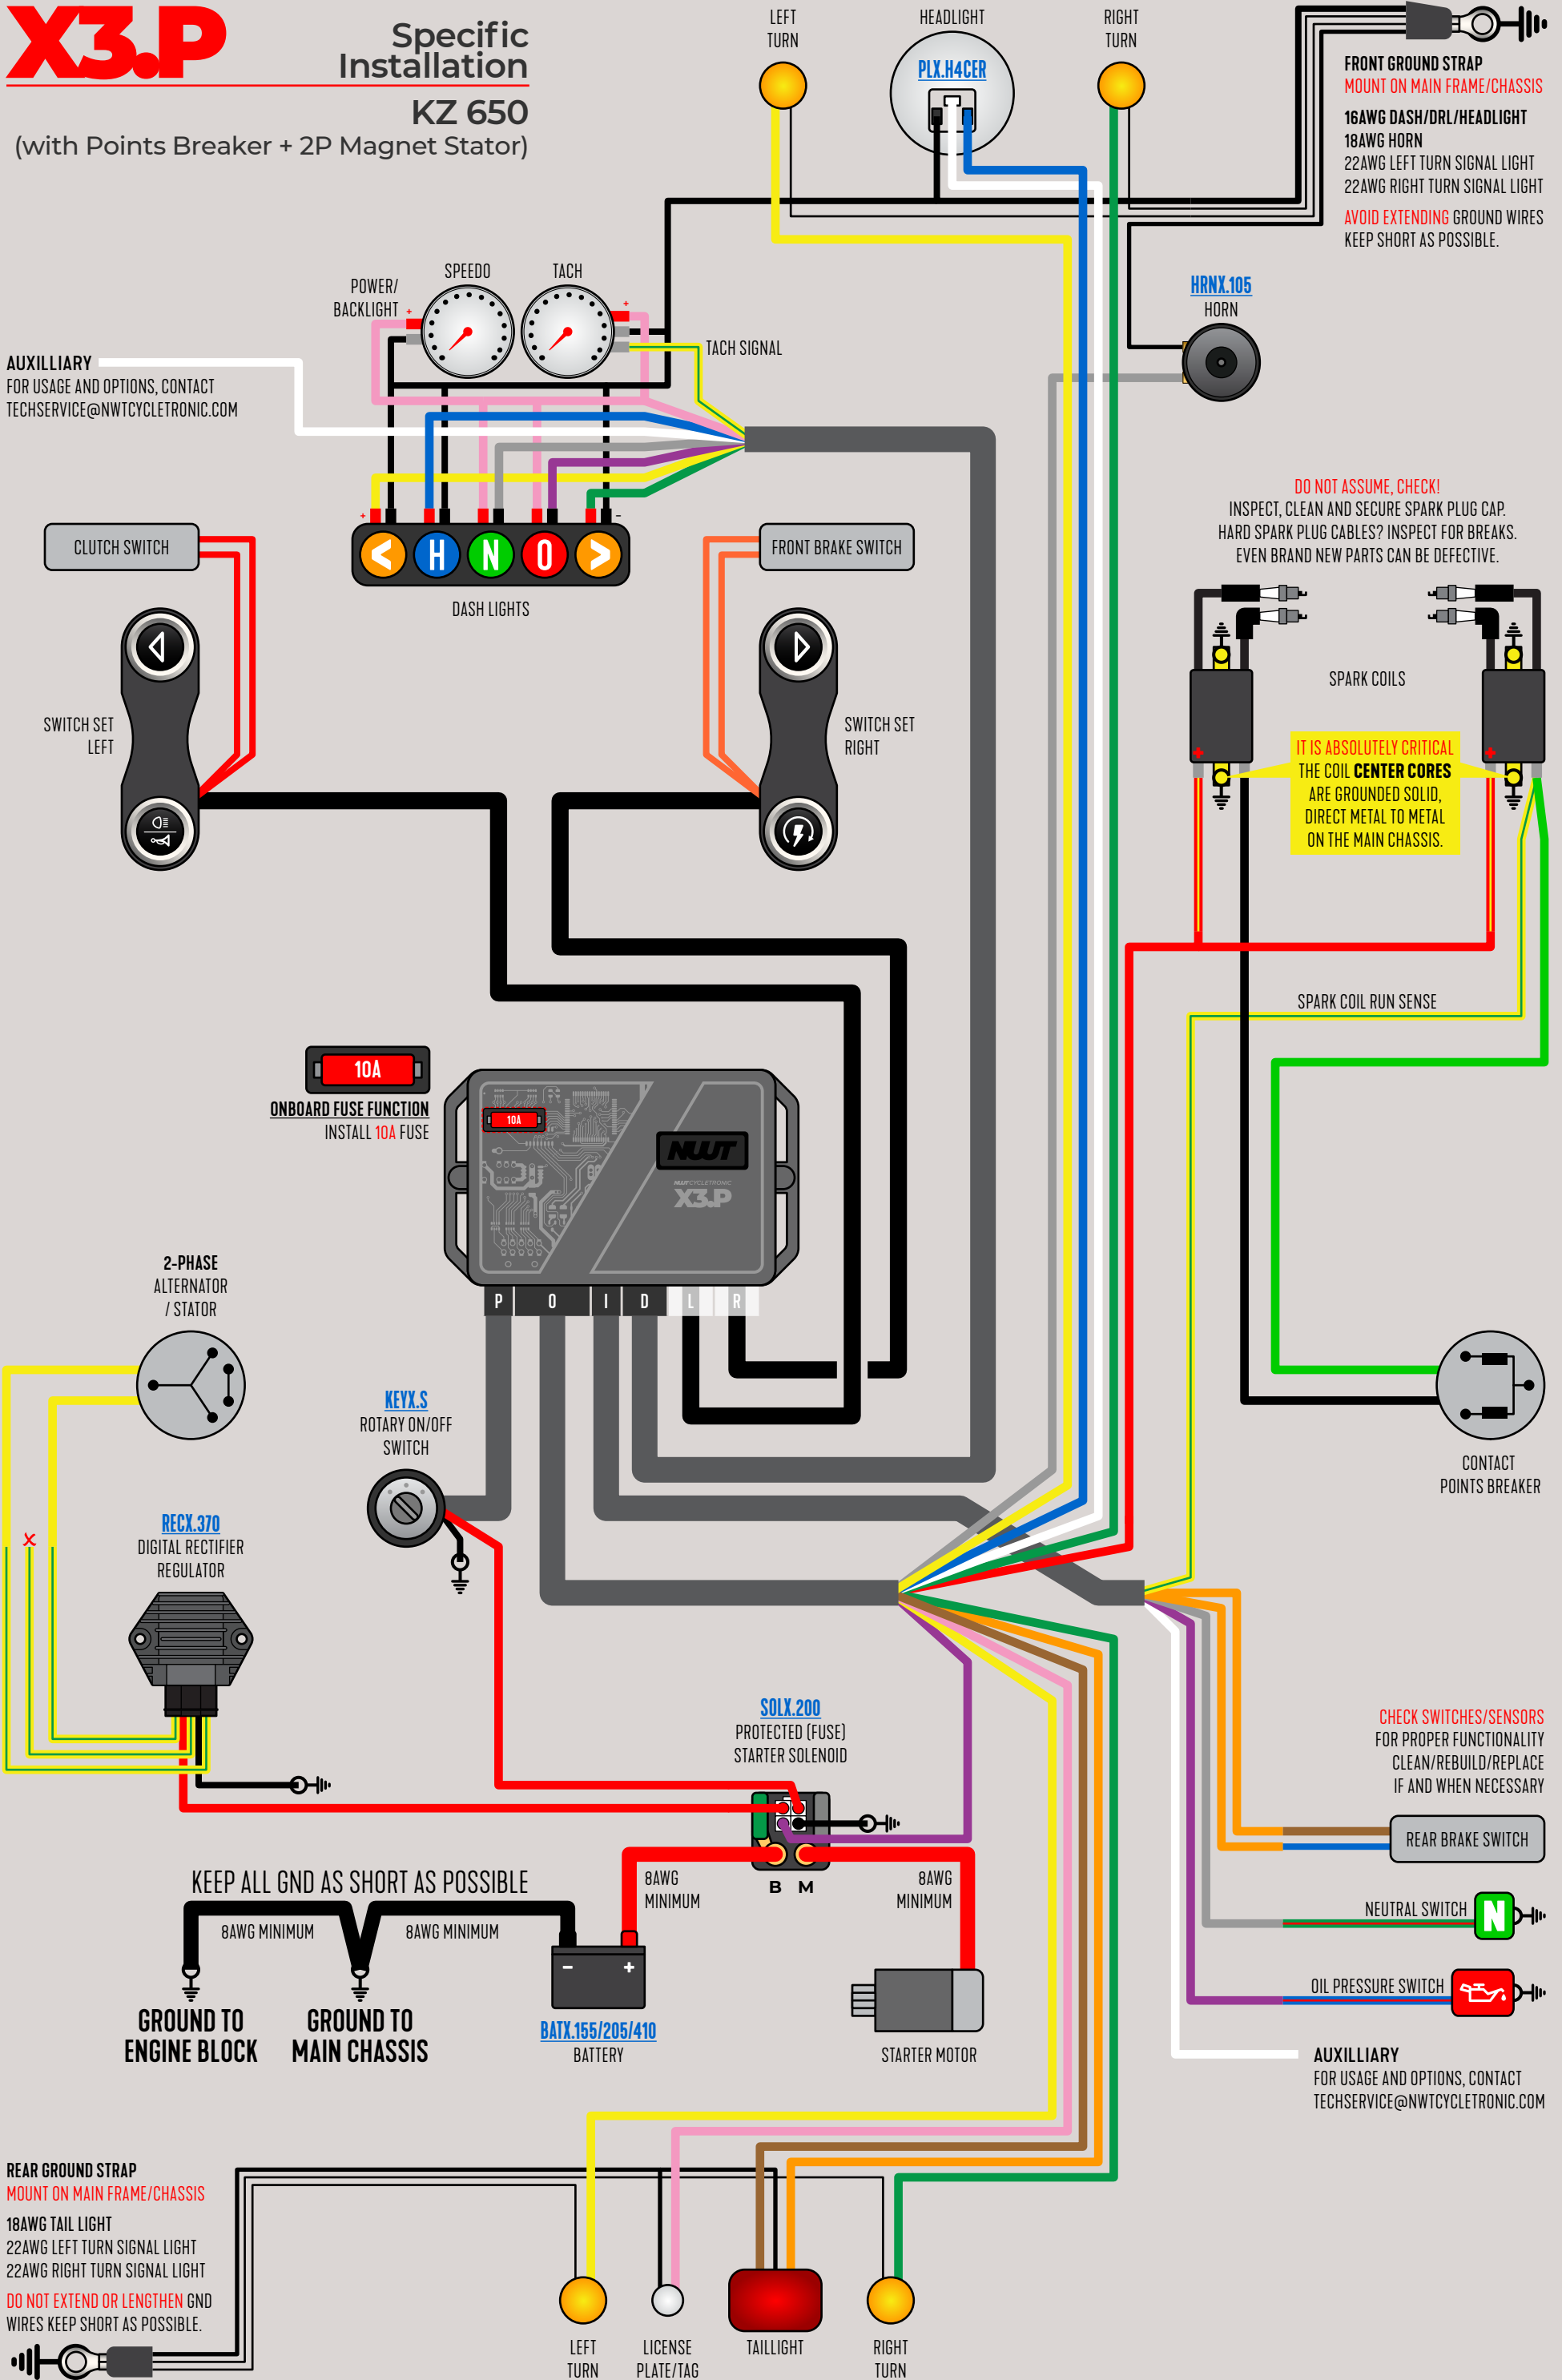 X3.P
Specific
Installation
KZ 650
(with Points Breaker + 2P Magnet Stator)
LEFT
TURN
HEADLIGHT
PLX.H4CER
RIGHT
TURN
FRONT GROUND STRAP
MOUNT ON MAIN FRAME/CHASSIS
16AWG DASH/DRL/HEADLIGHT
18AWG HORN
22AWG LEFT TURN SIGNAL LIGHT
22AWG RIGHT TURN SIGNAL LIGHT
AVOID EXTENDING GROUND WIRES
KEEP SHORT AS POSSIBLE.
HRNX.105
HORN
POWER/
BACKLIGHT
SPEEDO
TACH
+
+
TACH SIGNAL
AUXILLIARY
FOR USAGE AND OPTIONS, CONTACT
TECHSERVICE@NWTCYCLETRONIC.COM
+
-
< H N O >
DASH LIGHTS
CLUTCH SWITCH
FRONT BRAKE SWITCH
SWITCH SET
LEFT
SWITCH SET
RIGHT
DO NOT ASSUME, CHECK!
INSPECT, CLEAN AND SECURE SPARK PLUG CAP.
HARD SPARK PLUG CABLES? INSPECT FOR BREAKS.
EVEN BRAND NEW PARTS CAN BE DEFECTIVE.
SPARK COILS
+
+
IT IS ABSOLUTELY CRITICAL
THE COIL CENTER CORES
ARE GROUNDED SOLID,
DIRECT METAL TO METAL
ON THE MAIN CHASSIS.
SPARK COIL RUN SENSE
10A
ONBOARD FUSE FUNCTION
INSTALL 10A FUSE
10A
NWT
NWT CYCLETRONIC
X3.P
P O I D L R
2-PHASE
ALTERNATOR
/ STATOR
KEYX.S
ROTARY ON/OFF
SWITCH
CONTACT
POINTS BREAKER
X
RECX.370
DIGITAL RECTIFIER
REGULATOR
SOLX.200
PROTECTED (FUSE)
STARTER SOLENOID
B M
8AWG
MINIMUM
8AWG
MINIMUM
KEEP ALL GND AS SHORT AS POSSIBLE
8AWG MINIMUM
8AWG MINIMUM
GROUND TO
ENGINE BLOCK
GROUND TO
MAIN CHASSIS
- +
BATX.155/205/410
BATTERY
STARTER MOTOR
CHECK SWITCHES/SENSORS
FOR PROPER FUNCTIONALITY
CLEAN/REBUILD/REPLACE
IF AND WHEN NECESSARY
REAR BRAKE SWITCH
NEUTRAL SWITCH
N
OIL PRESSURE SWITCH
AUXILLIARY
FOR USAGE AND OPTIONS, CONTACT
TECHSERVICE@NWTCYCLETRONIC.COM
REAR GROUND STRAP
MOUNT ON MAIN FRAME/CHASSIS
18AWG TAIL LIGHT
22AWG LEFT TURN SIGNAL LIGHT
22AWG RIGHT TURN SIGNAL LIGHT
DO NOT EXTEND OR LENGTHEN GND
WIRES KEEP SHORT AS POSSIBLE.
LEFT
TURN
LICENSE
PLATE/TAG
TAILLIGHT
RIGHT
TURN